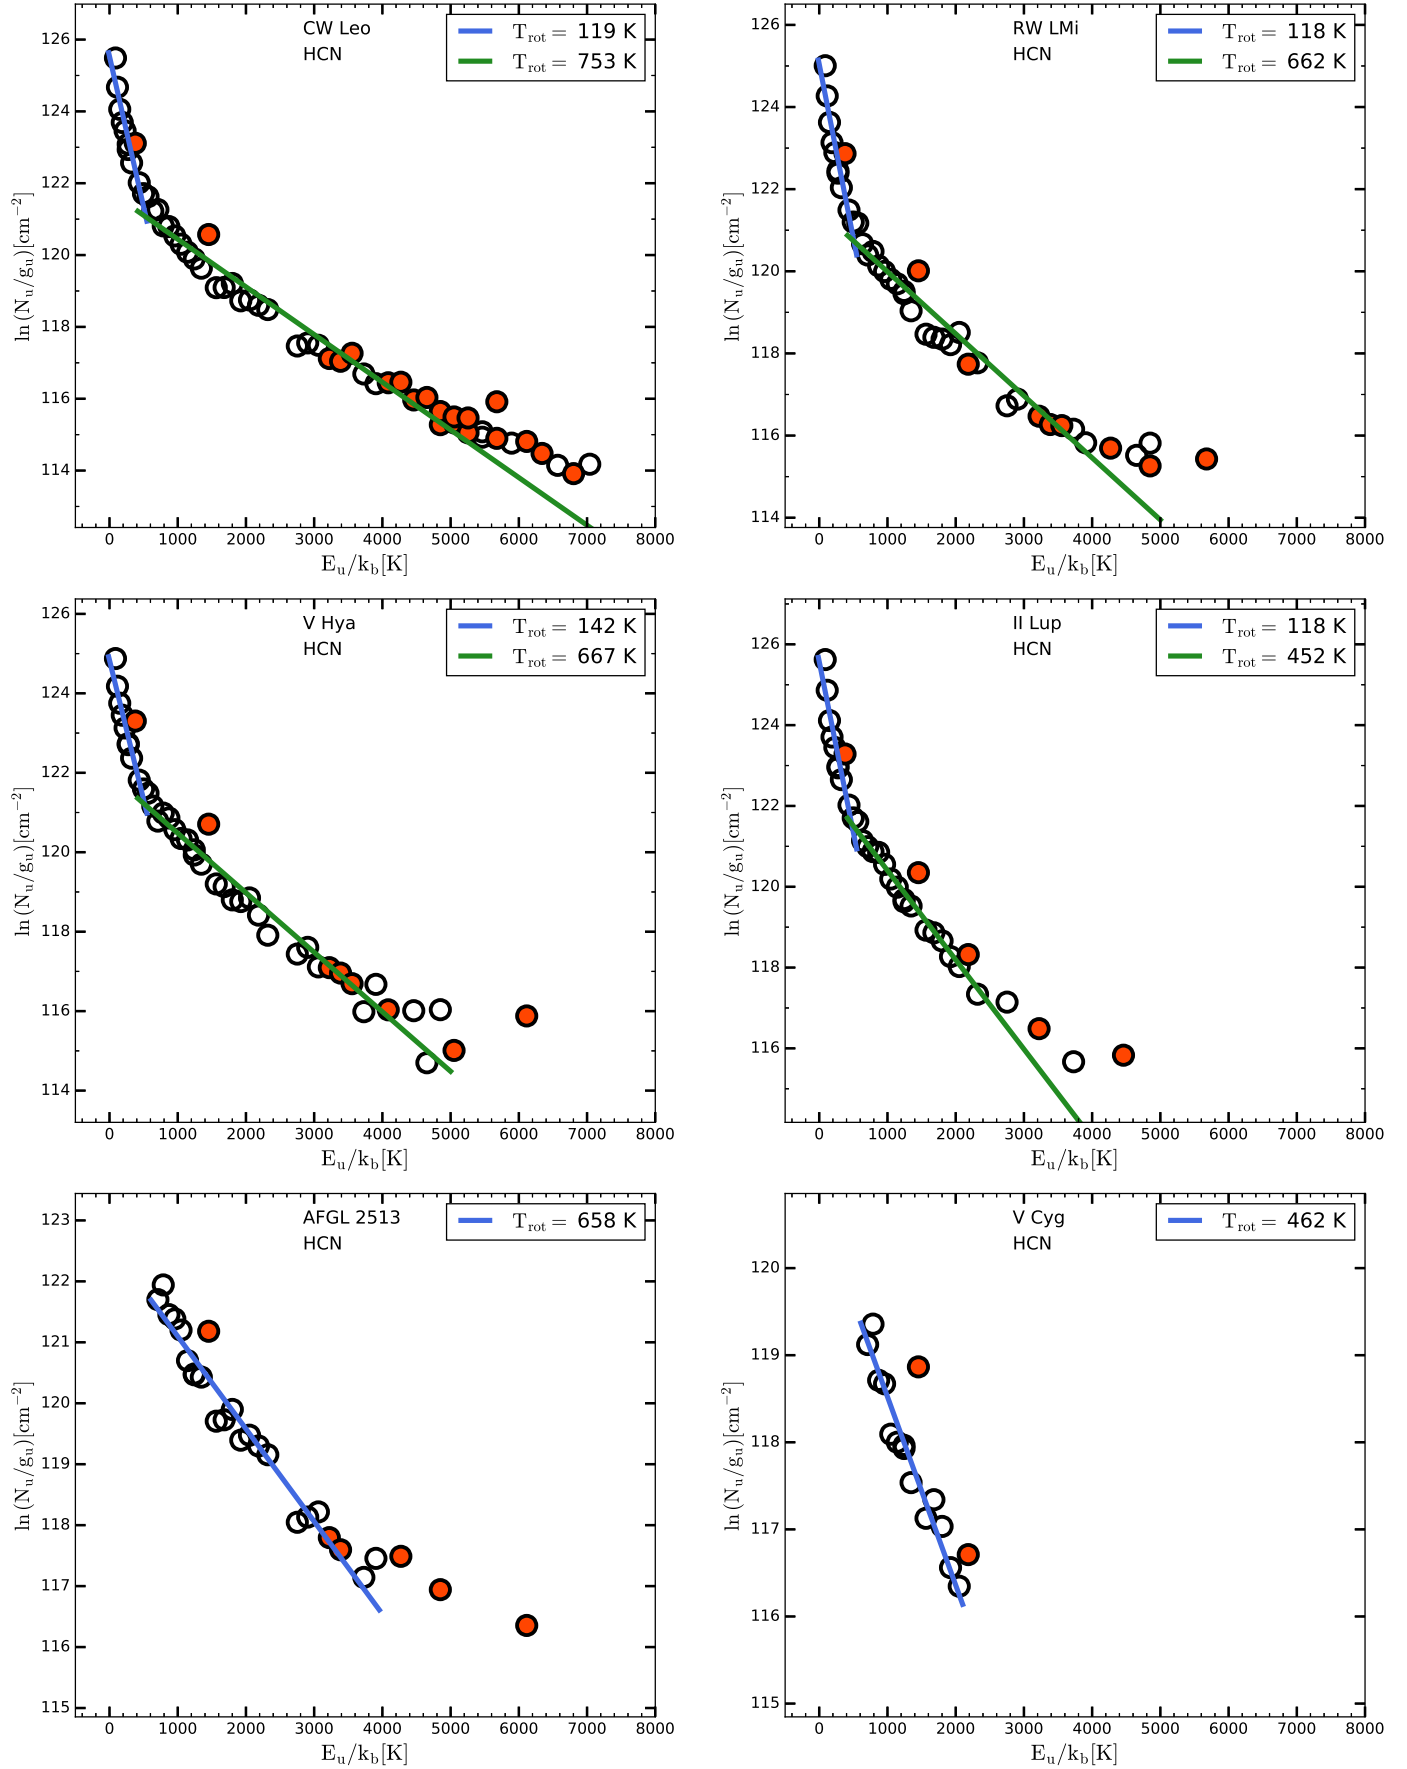 CW Leo
HCN
T_rot = 119 K
T_rot = 753 K
126
124
122
120
118
116
114
ln (N_u/g_u)[cm^−2]
0 1000 2000 3000 4000 5000 6000 7000 8000
E_u/k_b[K]
RW LMi
HCN
T_rot = 118 K
T_rot = 662 K
126
124
122
120
118
116
114
ln (N_u/g_u)[cm^−2]
0 1000 2000 3000 4000 5000 6000 7000 8000
E_u/k_b[K]
V Hya
HCN
T_rot = 142 K
T_rot = 667 K
126
124
122
120
118
116
114
ln (N_u/g_u)[cm^−2]
0 1000 2000 3000 4000 5000 6000 7000 8000
E_u/k_b[K]
II Lup
HCN
T_rot = 118 K
T_rot = 452 K
126
124
122
120
118
116
ln (N_u/g_u)[cm^−2]
0 1000 2000 3000 4000 5000 6000 7000 8000
E_u/k_b[K]
AFGL 2513
HCN
T_rot = 658 K
123
122
121
120
119
118
117
116
115
ln (N_u/g_u)[cm^−2]
0 1000 2000 3000 4000 5000 6000 7000 8000
E_u/k_b[K]
V Cyg
HCN
T_rot = 462 K
120
119
118
117
116
115
ln (N_u/g_u)[cm^−2]
0 1000 2000 3000 4000 5000 6000 7000 8000
E_u/k_b[K]